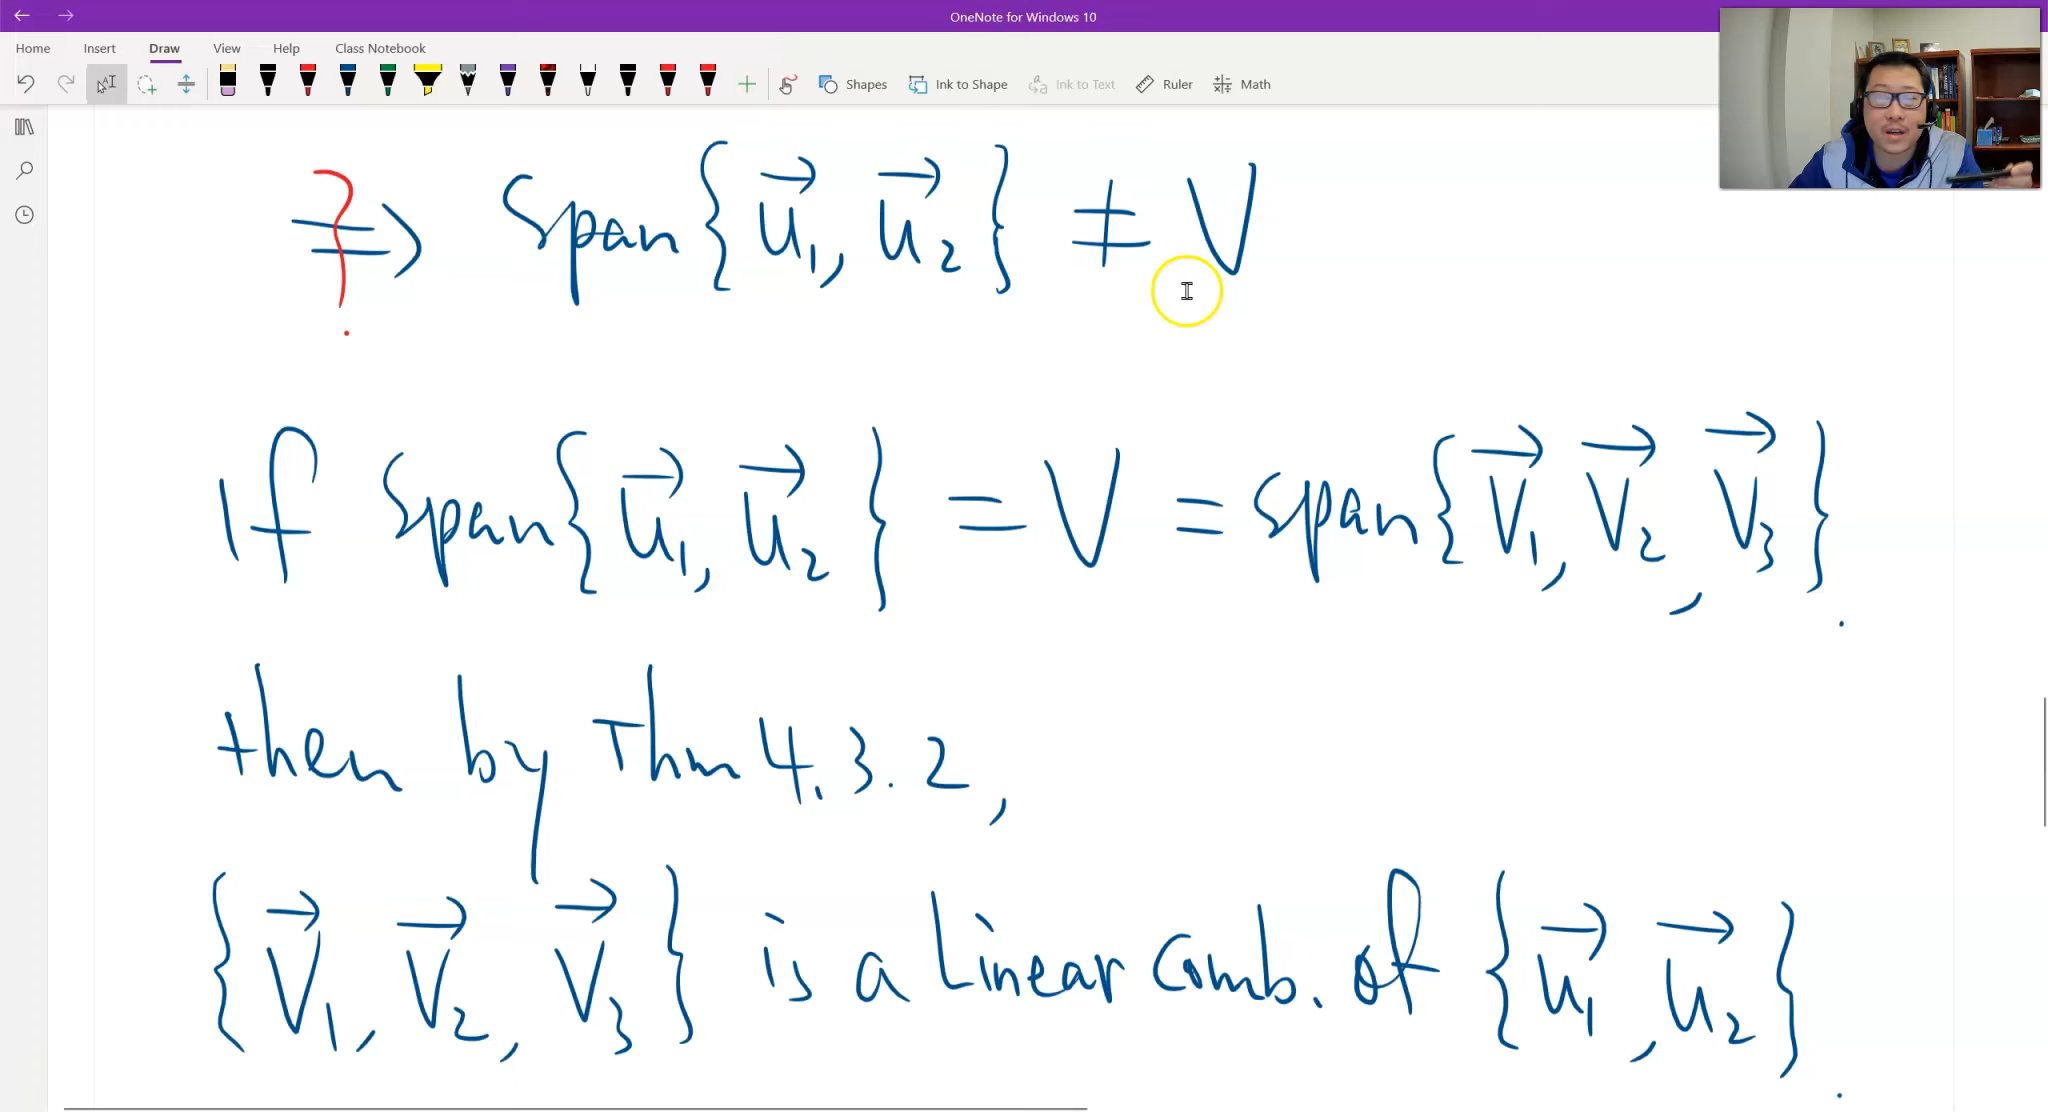 OneNote for Windows 10
Home Insert Draw View Help Class Notebook
Shapes Ink to Shape Ink to Text Ruler Math
? ⇒ Span{u⃗₁, u⃗₂} ≠ V
If Span{u⃗₁, u⃗₂} = V = Span{v⃗₁, v⃗₂, v⃗₃}.
then by Thm 4.3.2,
{v⃗₁, v⃗₂, v⃗₃} is a linear comb. of {u⃗₁, u⃗₂}.